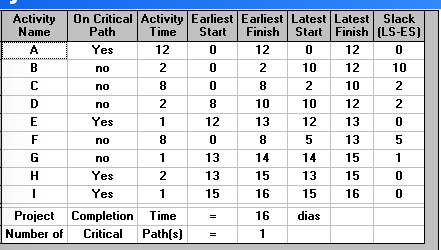 Activity Name On Critical Path Activity Time Earliest Start Earliest Finish Latest Start Latest Finish Slack (LS-ES)
A Yes 12 0 12 0 12 0
B no 2 0 2 10 12 10
C no 8 0 8 2 10 2
D no 2 8 10 10 12 2
E Yes 1 12 13 12 13 0
F no 8 0 8 5 13 5
G no 1 13 14 14 15 1
H Yes 2 13 15 13 15 0
I Yes 1 15 16 15 16 0
Project Completion Time = 16 dias
Number of Critical Path(s) = 1